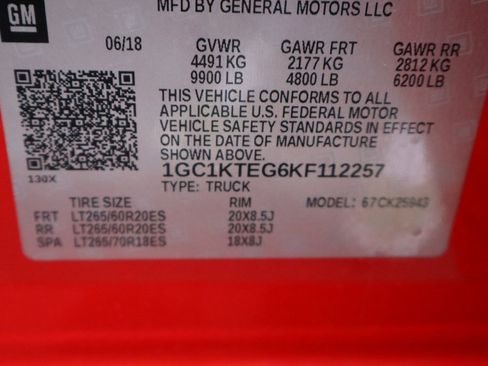 MFD BY GENERAL MOTORS LLC
GM
06/18 GVWR GAWR FRT GAWR RR
4491 KG 2177 KG 2812 KG
9900 LB 4800 LB 6200 LB
THIS VEHICLE CONFORMS TO ALL
APPLICABLE U.S. FEDERAL MOTOR
VEHICLE SAFETY STANDARDS IN EFFECT
ON THE DATE OF MANUFACTURE
SHOWN ABOVE.
130X 1GC1KTEG6KF112257
TYPE: TRUCK
TIRE SIZE RIM MODEL: 67CK25943
FRT LT265/60R20ES 20X8.5J
RR LT265/60R20ES 20X8.5J
SPA LT265/70R18ES 18X8J